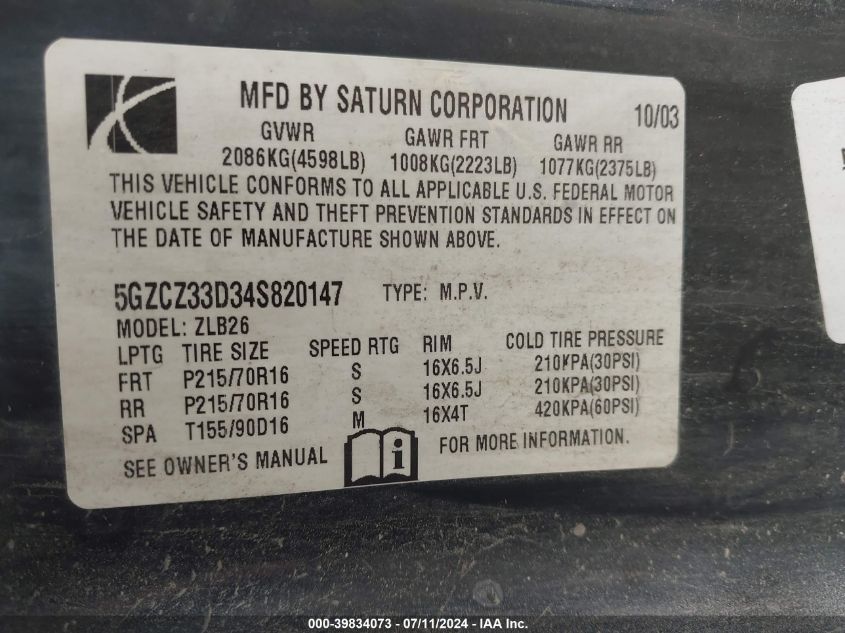 MFD BY SATURN CORPORATION 10/03
GVWR GAWR FRT GAWR RR
2086KG(4598LB) 1008KG(2223LB) 1077KG(2375LB)
THIS VEHICLE CONFORMS TO ALL APPLICABLE U.S. FEDERAL MOTOR
VEHICLE SAFETY AND THEFT PREVENTION STANDARDS IN EFFECT ON
THE DATE OF MANUFACTURE SHOWN ABOVE.
5GZCZ33D34S820147 TYPE: M.P.V.
MODEL: ZLB26
LPTG TIRE SIZE SPEED RTG RIM COLD TIRE PRESSURE
FRT P215/70R16 S 16X6.5J 210KPA(30PSI)
RR P215/70R16 S 16X6.5J 210KPA(30PSI)
SPA T155/90D16 M 16X4T 420KPA(60PSI)
SEE OWNER'S MANUAL i FOR MORE INFORMATION.
000-39834073 - 07/11/2024 - IAA Inc.